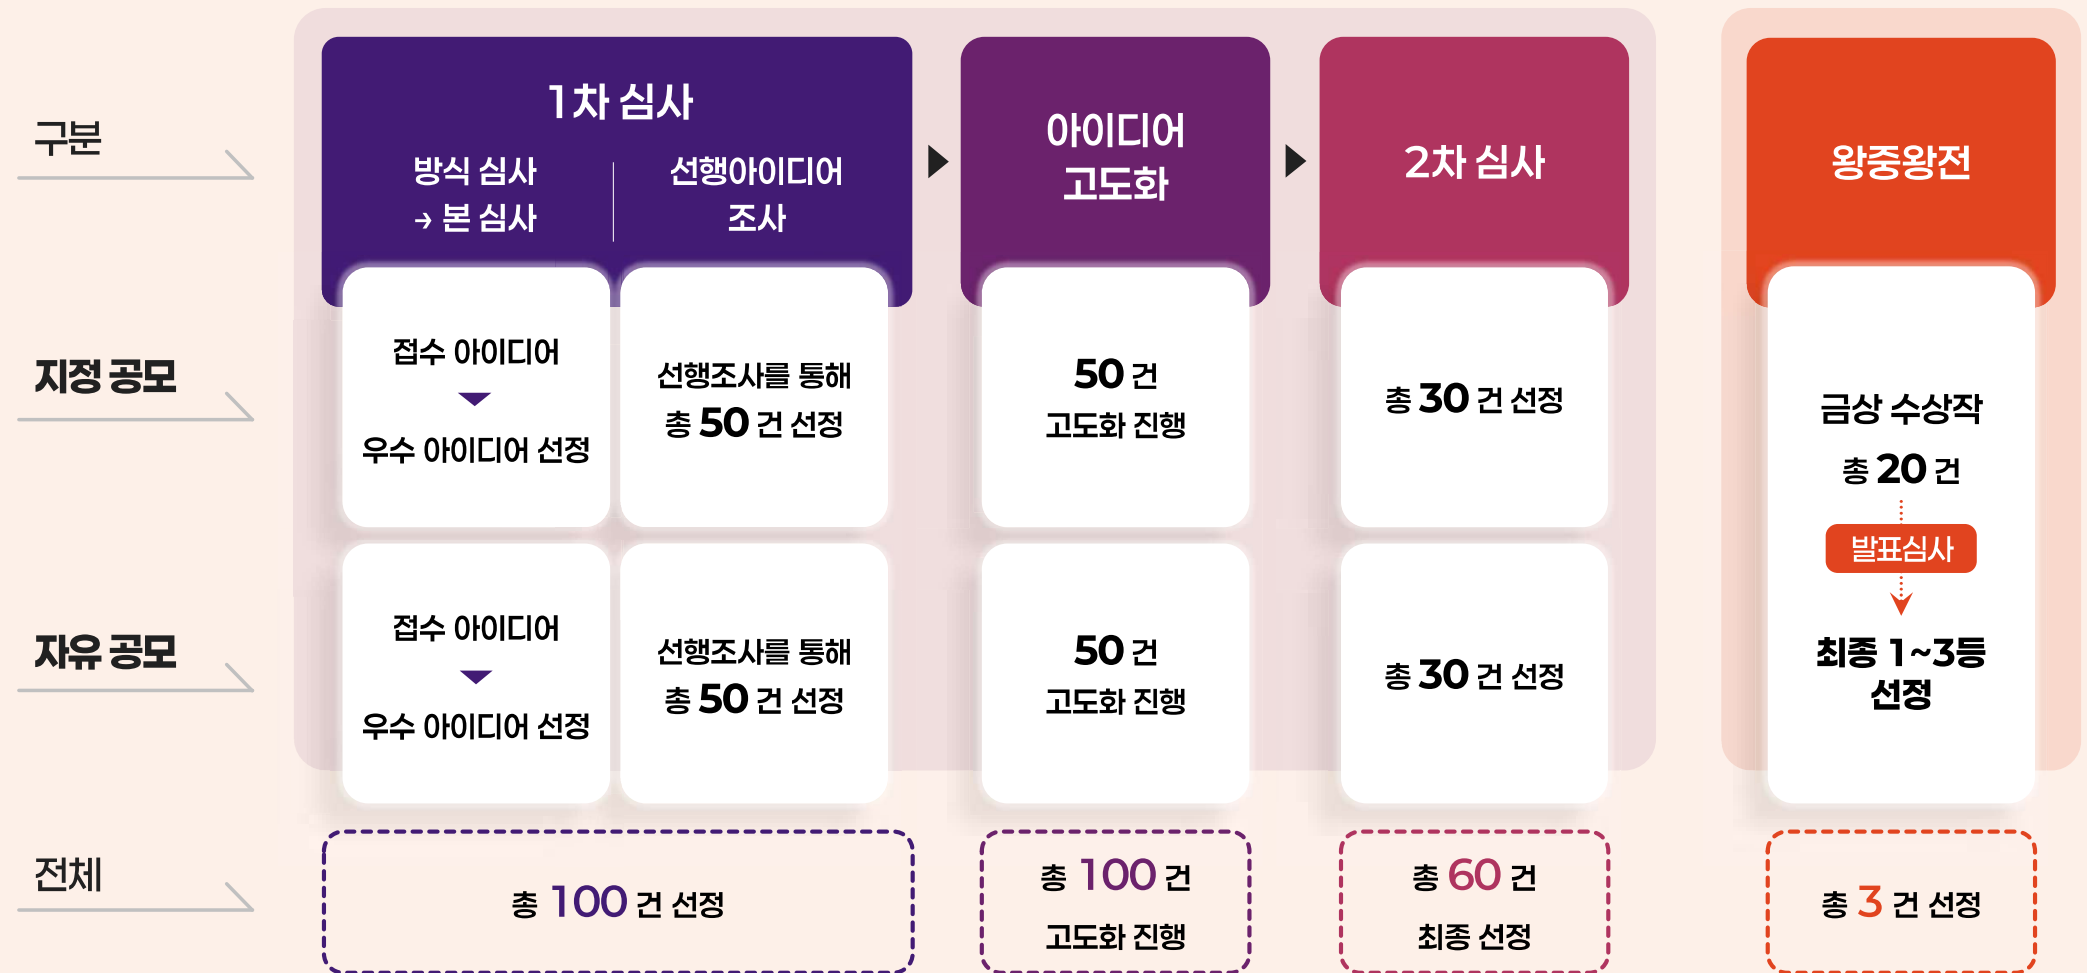 구분
1차 심사
방식 심사
→ 본 심사
선행아이디어
조사
아이디어
고도화
2차 심사
왕중왕전
지정 공모
접수 아이디어
우수 아이디어 선정
선행조사를 통해
총 50 건 선정
50 건
고도화 진행
총 30 건 선정
자유 공모
접수 아이디어
우수 아이디어 선정
선행조사를 통해
총 50 건 선정
50 건
고도화 진행
총 30 건 선정
금상 수상작
총 20 건
발표심사
최종 1~3등
선정
전체
총 100 건 선정
총 100 건
고도화 진행
총 60 건
최종 선정
총 3 건 선정